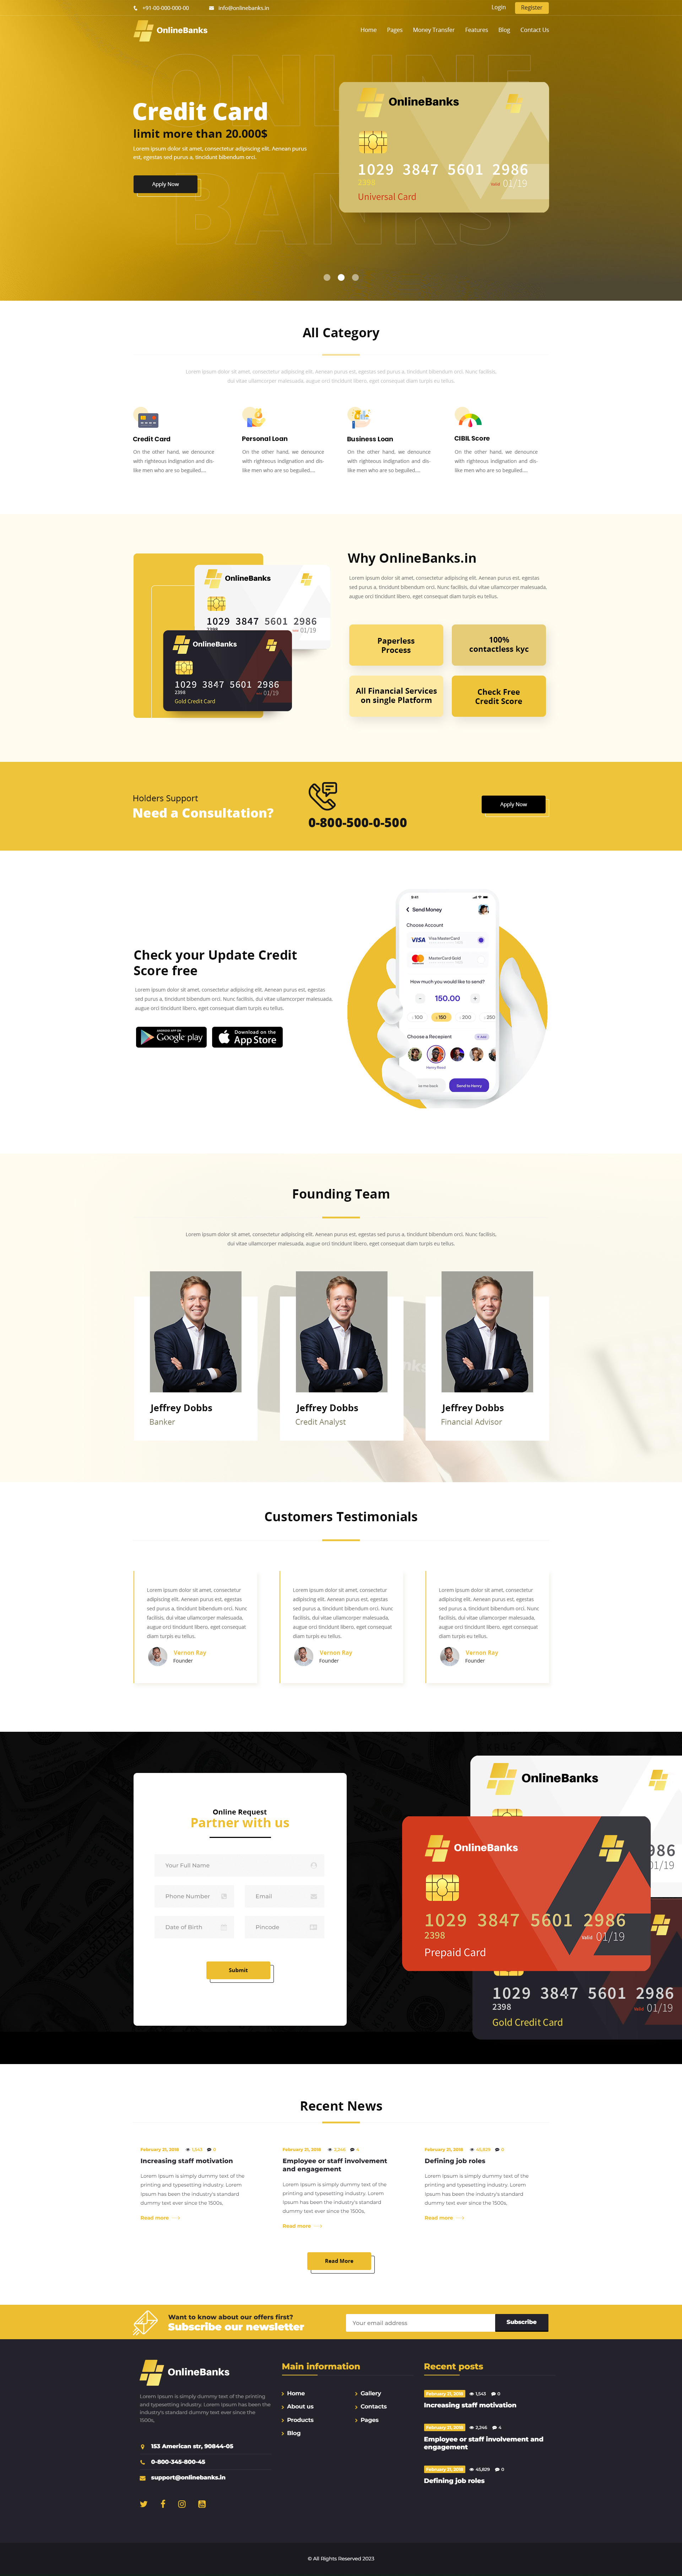 +91-00-000-000-00
info@onlinebanks.in
Login
Register
OnlineBanks
Home
Pages
Money Transfer
Features
Blog
Contact Us
ONLINE
BANKS
Credit Card
limit more than 20.000$
Lorem ipsum dolor sit amet, consectetur adipiscing elit. Aenean purus
est, egestas sed purus a, tincidunt bibendum orci.
Apply Now
OnlineBanks
1029 3847 5601 2986
2398
Valid 01/19
Universal Card
All Category
Lorem ipsum dolor sit amet, consectetur adipiscing elit. Aenean purus est, egestas sed purus a, tincidunt bibendum orci. Nunc facilisis,
dui vitae ullamcorper malesuada, augue orci tincidunt libero, eget consequat diam turpis eu tellus.
Credit Card
On the other hand, we denounce
with righteous indignation and dis-
like men who are so beguiled....
Personal Loan
On the other hand, we denounce
with righteous indignation and dis-
like men who are so beguiled....
Business Loan
On the other hand, we denounce
with righteous indignation and dis-
like men who are so beguiled....
CIBIL Score
On the other hand, we denounce
with righteous indignation and dis-
like men who are so beguiled....
OnlineBanks
1029 3847 5601 2986
2398
01/19
OnlineBanks
1029 3847 5601 2986
2398
01/19
Gold Credit Card
Why OnlineBanks.in
Lorem ipsum dolor sit amet, consectetur adipiscing elit. Aenean purus est, egestas
sed purus a, tincidunt bibendum orci. Nunc facilisis, dui vitae ullamcorper malesuada,
augue orci tincidunt libero, eget consequat diam turpis eu tellus.
Paperless
Process
100%
contactless kyc
All Financial Services
on single Platform
Check Free
Credit Score
Holders Support
Need a Consultation?
0-800-500-0-500
Apply Now
Check your Update Credit
Score free
Lorem ipsum dolor sit amet, consectetur adipiscing elit. Aenean purus est, egestas
sed purus a, tincidunt bibendum orci. Nunc facilisis, dui vitae ullamcorper malesuada,
augue orci tincidunt libero, eget consequat diam turpis eu tellus.
ANDROID APP ON
Google play
Download on the
App Store
9:41
Send Money
Choose Account
VISA
Visa MasterCard
MasterCard Gold
How much you would like to send?
- 150.00 +
100
150
200
250
Choose a Recepient
Henry Roast
Send to Henry
Founding Team
Lorem ipsum dolor sit amet, consectetur adipiscing elit. Aenean purus est, egestas sed purus a, tincidunt bibendum orci. Nunc facilisis,
dui vitae ullamcorper malesuada, augue orci tincidunt libero, eget consequat diam turpis eu tellus.
Jeffrey Dobbs
Banker
Jeffrey Dobbs
Credit Analyst
Jeffrey Dobbs
Financial Advisor
Customers Testimonials
Lorem ipsum dolor sit amet, consectetur
adipiscing elit. Aenean purus est, egestas
sed purus a, tincidunt bibendum orci. Nunc
facilisis, dui vitae ullamcorper malesuada,
augue orci tincidunt libero, eget consequat
diam turpis eu tellus.
Vernon Ray
Founder
Lorem ipsum dolor sit amet, consectetur
adipiscing elit. Aenean purus est, egestas
sed purus a, tincidunt bibendum orci. Nunc
facilisis, dui vitae ullamcorper malesuada,
augue orci tincidunt libero, eget consequat
diam turpis eu tellus.
Vernon Ray
Founder
Lorem ipsum dolor sit amet, consectetur
adipiscing elit. Aenean purus est, egestas
sed purus a, tincidunt bibendum orci. Nunc
facilisis, dui vitae ullamcorper malesuada,
augue orci tincidunt libero, eget consequat
diam turpis eu tellus.
Vernon Ray
Founder
Online Request
Partner with us
Your Full Name
Phone Number
Email
Date of Birth
Pincode
Submit
OnlineBanks
986
01/19
OnlineBanks
1029 3847 5601 2986
2398
Valid 01/19
Prepaid Card
1029 3847 5601 2986
2398
Valid 01/19
Gold Credit Card
Recent News
February 21, 2018 1,543 0
Increasing staff motivation
Lorem Ipsum is simply dummy text of the
printing and typesetting industry. Lorem
Ipsum has been the industry's standard
dummy text ever since the 1500s,
Read more
February 21, 2018 2,246 4
Employee or staff involvement
and engagement
Lorem Ipsum is simply dummy text of the
printing and typesetting industry. Lorem
Ipsum has been the industry's standard
dummy text ever since the 1500s,
Read more
February 21, 2018 45,629 0
Defining job roles
Lorem Ipsum is simply dummy text of the
printing and typesetting industry. Lorem
Ipsum has been the industry's standard
dummy text ever since the 1500s,
Read more
Read More
Want to know about our offers first?
Subscribe our newsletter
Your email address
Subscribe
OnlineBanks
Lorem Ipsum is simply dummy text of the printing
and typesetting industry. Lorem Ipsum has been the
industry's standard dummy text ever since the
1500s,
153 American str, 90844-05
0-800-345-800-45
support@onlinebanks.in
Main information
Home
About us
Products
Blog
Gallery
Contacts
Pages
Recent posts
February 21, 2018 1,543 0
Increasing staff motivation
February 21, 2018 2,246 4
Employee or staff involvement and
engagement
February 21, 2018 45,629 0
Defining job roles
© All Rights Reserved 2023